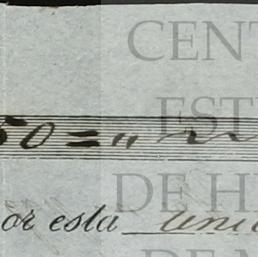 50 = "
or esta
CENT
EST
DE H
DE M